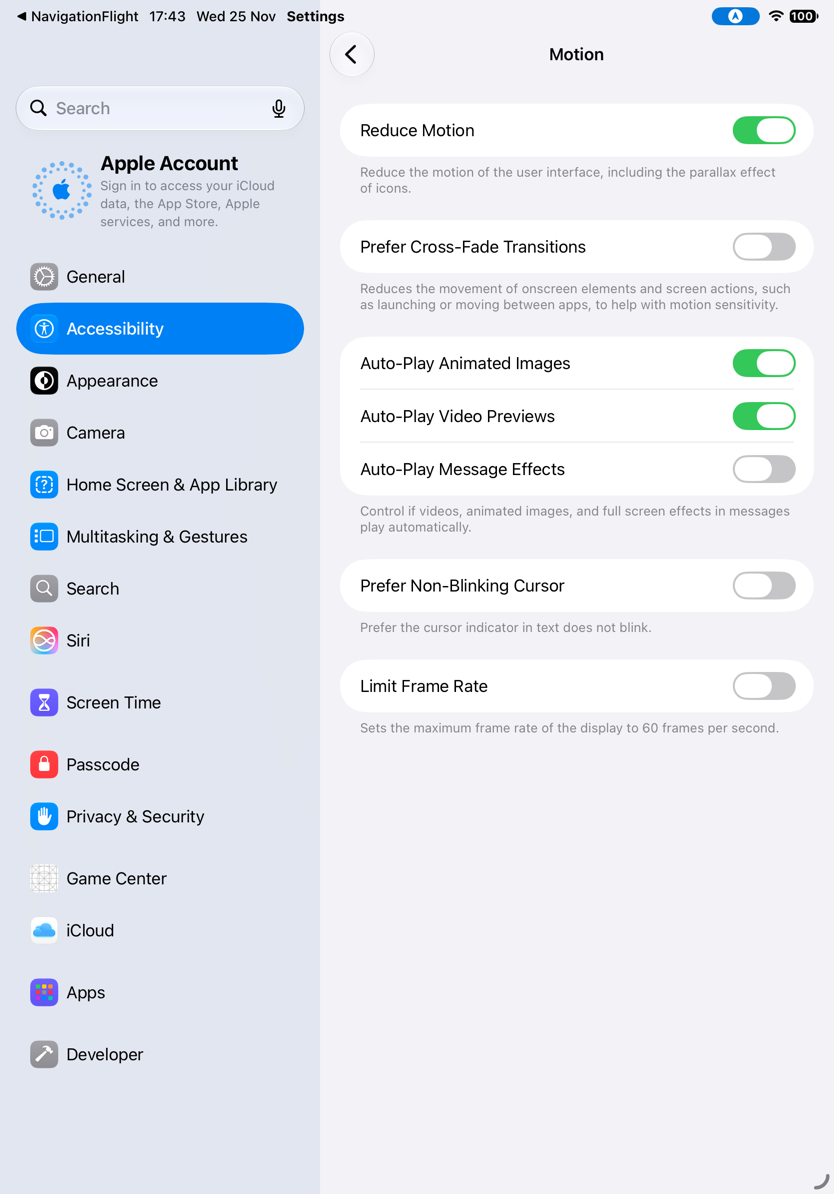 NavigationFlight 17:43 Wed 25 Nov Settings
100
Motion
Search
Apple Account
Sign in to access your iCloud
data, the App Store, Apple
services, and more.
General
Accessibility
Appearance
Camera
Home Screen & App Library
Multitasking & Gestures
Search
Siri
Screen Time
Passcode
Privacy & Security
Game Center
iCloud
Apps
Developer
Reduce Motion
Reduce the motion of the user interface, including the parallax effect
of icons.
Prefer Cross-Fade Transitions
Reduces the movement of onscreen elements and screen actions, such
as launching or moving between apps, to help with motion sensitivity.
Auto-Play Animated Images
Auto-Play Video Previews
Auto-Play Message Effects
Control if videos, animated images, and full screen effects in messages
play automatically.
Prefer Non-Blinking Cursor
Prefer the cursor indicator in text does not blink.
Limit Frame Rate
Sets the maximum frame rate of the display to 60 frames per second.